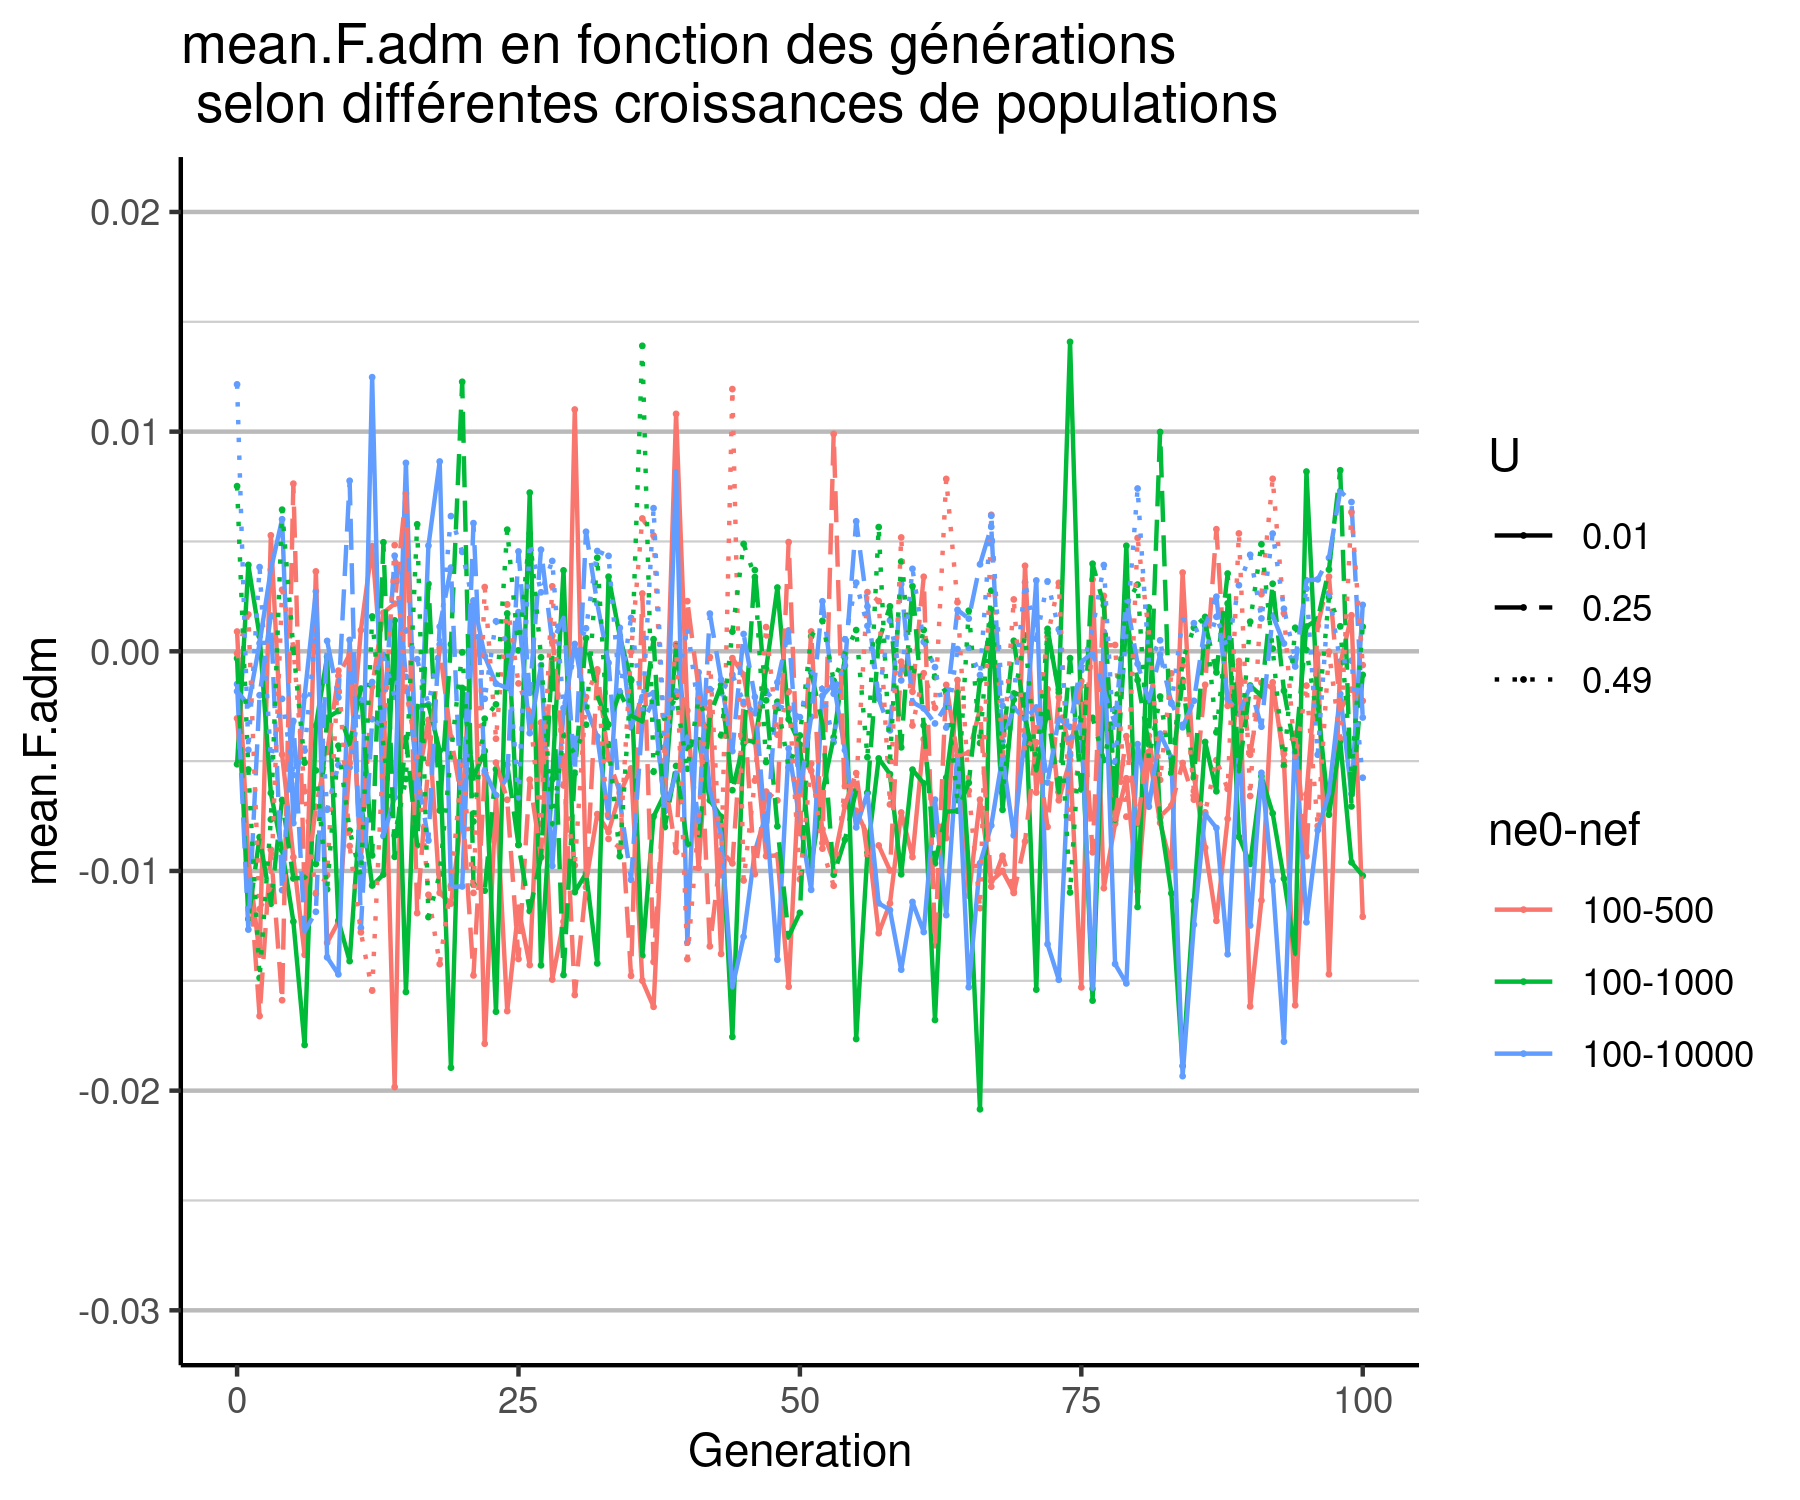 mean.F.adm en fonction des générations
selon différentes croissances de populations
mean.F.adm
0.02
0.01
0.00
-0.01
-0.02
-0.03
0
25
50
75
100
Generation
U
0.01
0.25
0.49
ne0-nef
100-500
100-1000
100-10000